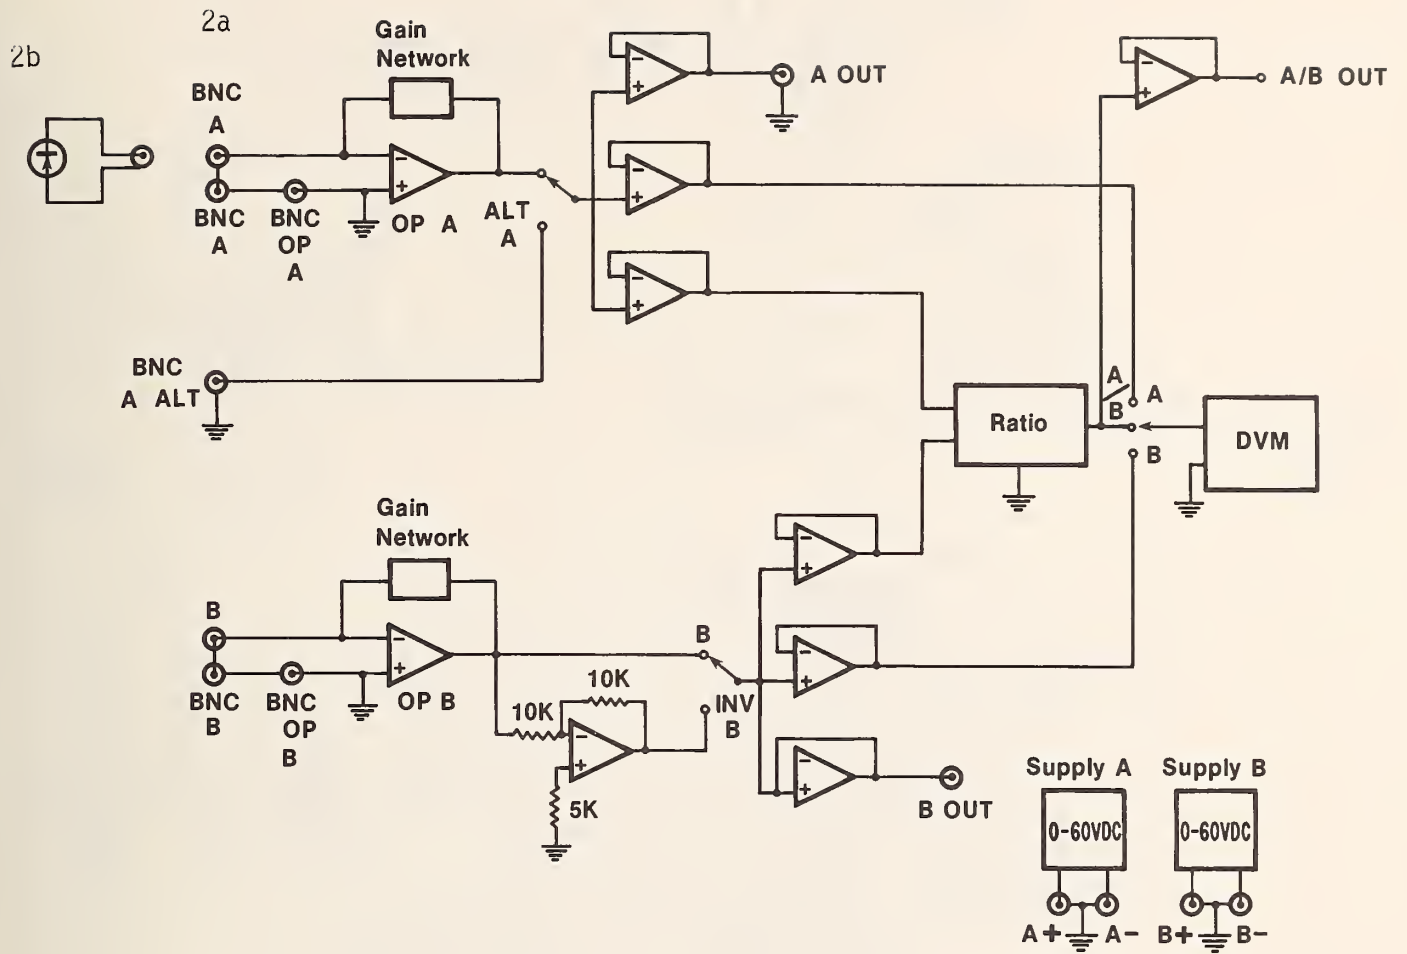 2a
2b
Gain
Network
BNC
A
BNC
A
BNC
OP
A
-
+
OP A
ALT
A
BNC
A ALT
-
+
A OUT
-
+
-
+
-
+
A/B OUT
Ratio
A/B
A
B
DVM
Gain
Network
B
BNC
B
BNC
OP
B
-
+
OP B
10K
10K
-
+
5K
B
INV
B
-
+
-
+
-
+
B OUT
Supply A
0-60VDC
A+
A-
Supply B
0-60VDC
B+
B-